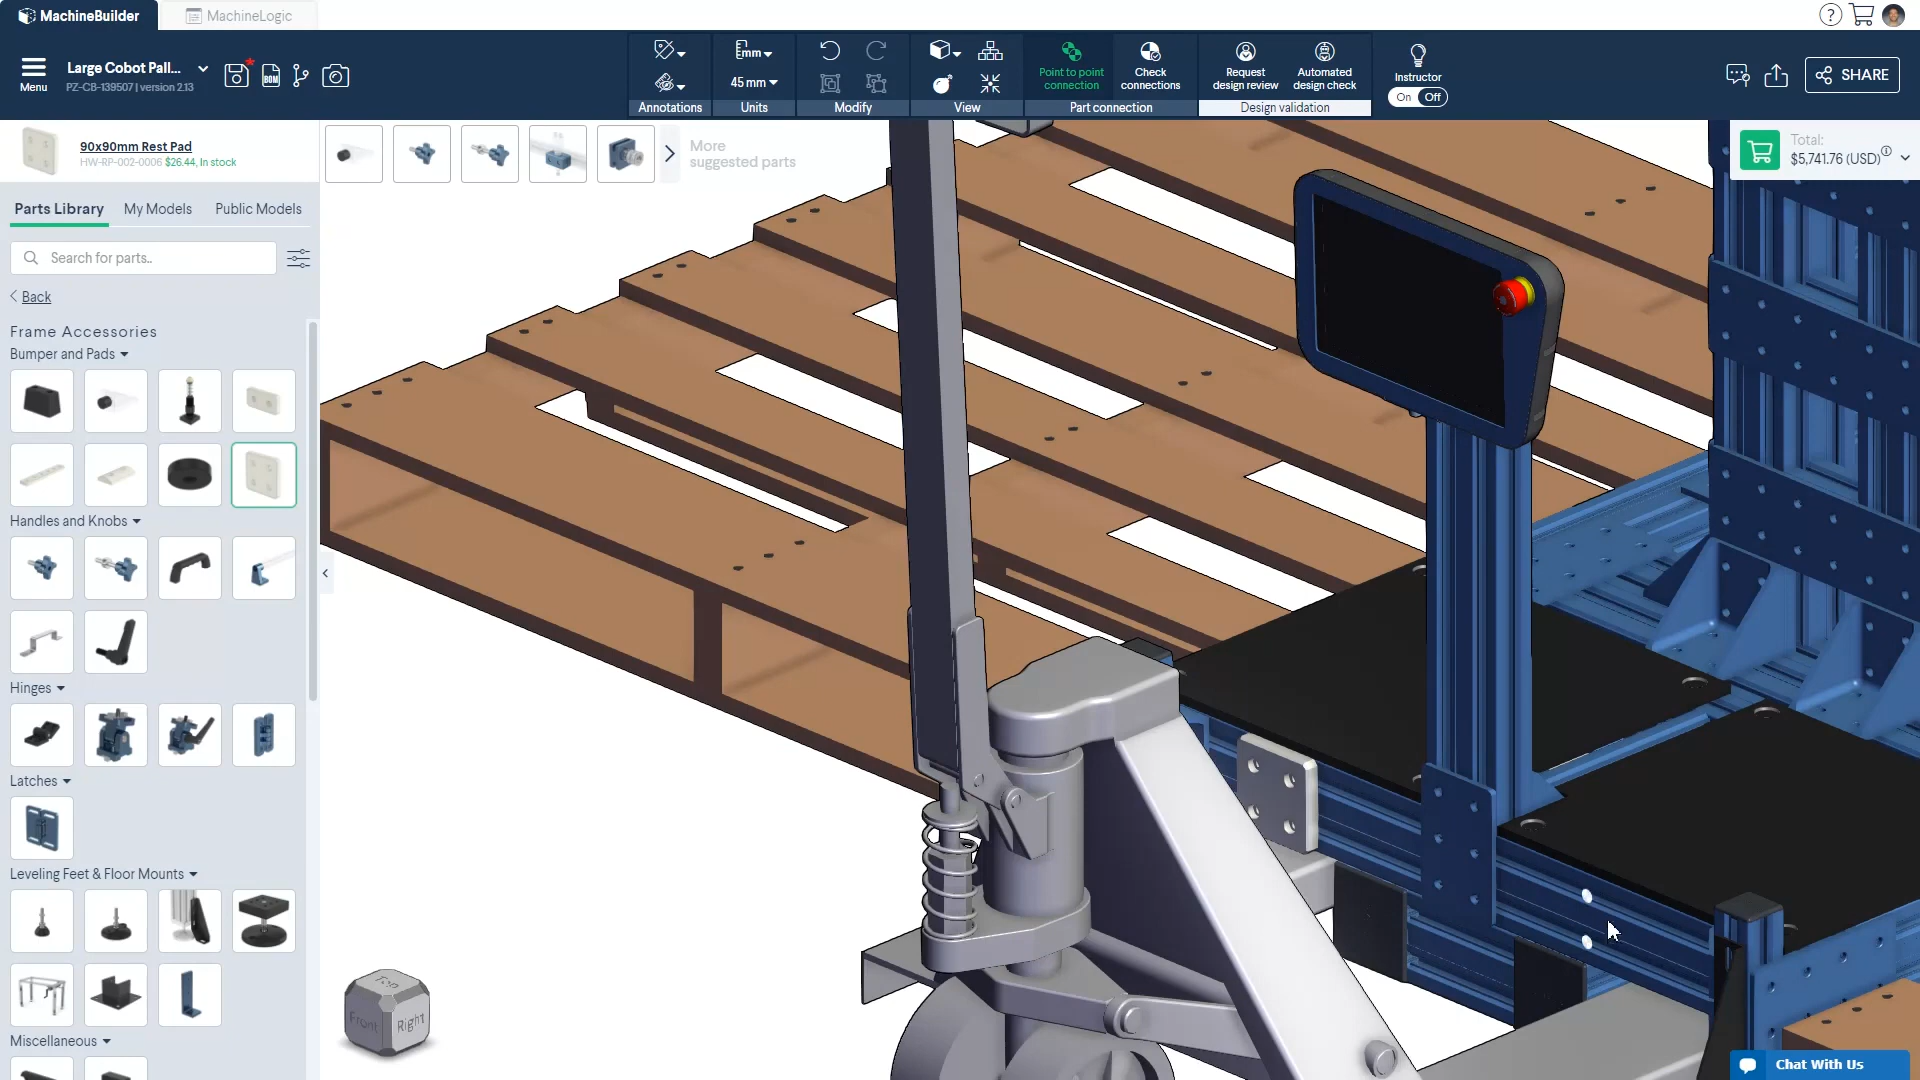 MachineBuilder
MachineLogic
?
Menu
Large Cobot Pall...
PZ-CB-139507 | version 2.13
BOM
mm
45 mm
Annotations
Units
Modify
View
Point to point
connection
Check
connections
Part connection
Request
design review
Automated
design check
Design validation
Instructor
On
Off
SHARE
90x90mm Rest Pad
HW-RP-002-0006 $26.44, In stock
More
suggested parts
Total:
$5,741.76 (USD)
Parts Library
My Models
Public Models
Search for parts..
Back
Frame Accessories
Bumper and Pads
Handles and Knobs
Hinges
Latches
Leveling Feet & Floor Mounts
Miscellaneous
Top
Front
Right
Chat With Us